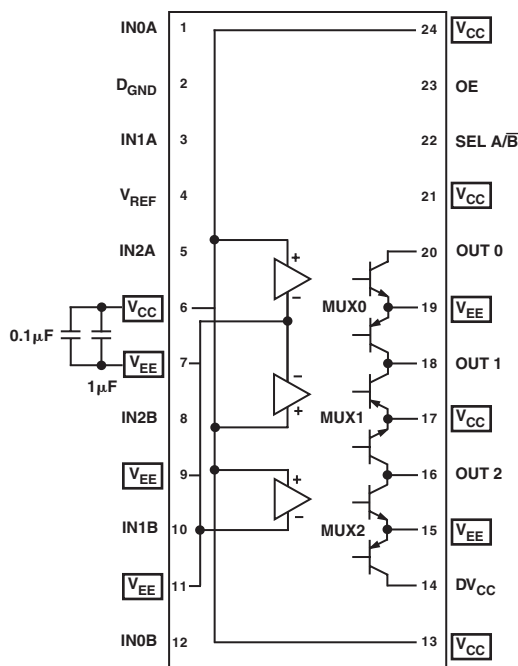 IN0A 1 24 VCC
DGND 2 23 OE
IN1A 3 22 SEL A/B̅
VREF 4 21 VCC
IN2A 5 20 OUT 0
+
VCC 6 − MUX0 19 VEE
0.1µF
1µF
VEE 7 18 OUT 1
−
IN2B 8 + MUX1 17 VCC
VEE 9 16 OUT 2
+
IN1B 10 − MUX2 15 VEE
VEE 11 14 DVCC
IN0B 12 13 VCC